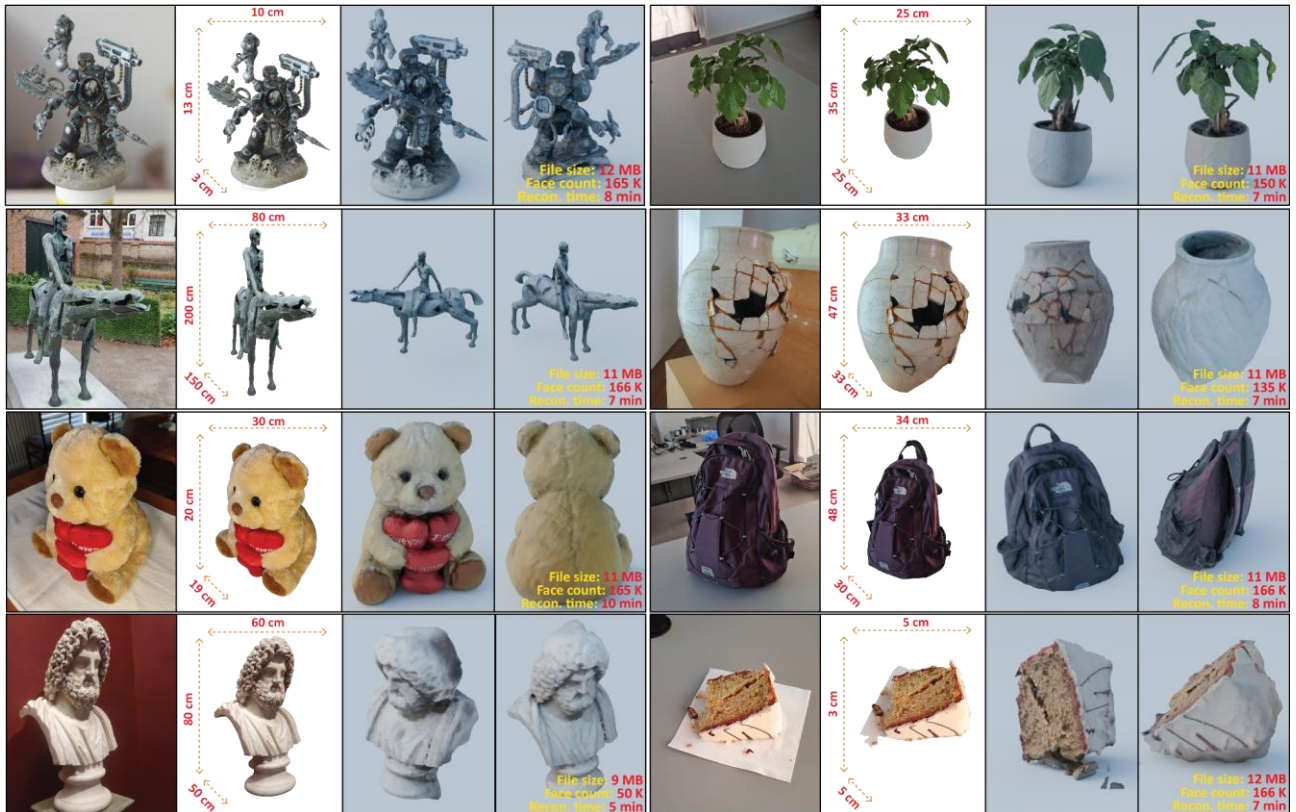 10 cm
13 cm
3 cm
File size: 12 MB
Face count: 165 K
Recon. time: 8 min
25 cm
35 cm
25 cm
File size: 11 MB
Face count: 150 K
Recon. time: 7 min
80 cm
200 cm
150 cm
File size: 11 MB
Face count: 166 K
Recon. time: 7 min
33 cm
47 cm
33 cm
File size: 11 MB
Face count: 135 K
Recon. time: 7 min
30 cm
20 cm
19 cm
File size: 11 MB
Face count: 165 K
Recon. time: 10 min
34 cm
48 cm
30 cm
File size: 11 MB
Face count: 166 K
Recon. time: 8 min
60 cm
80 cm
50 cm
File size: 9 MB
Face count: 50 K
Recon. time: 5 min
5 cm
3 cm
5 cm
File size: 12 MB
Face count: 166 K
Recon. time: 7 min